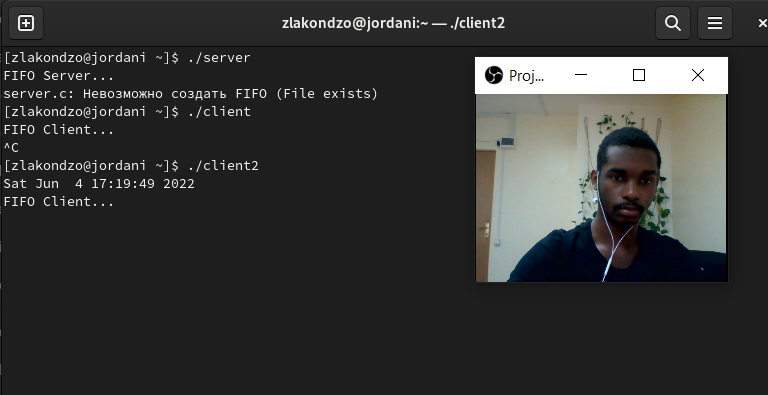 zlakondzo@jordani:~ — ./client2
[zlakondzo@jordani ~]$ ./server
FIFO Server...
server.c: Невозможно создать FIFO (File exists)
[zlakondzo@jordani ~]$ ./client
FIFO Client...
^C
[zlakondzo@jordani ~]$ ./client2
Sat Jun  4 17:19:49 2022
FIFO Client...
Proj...